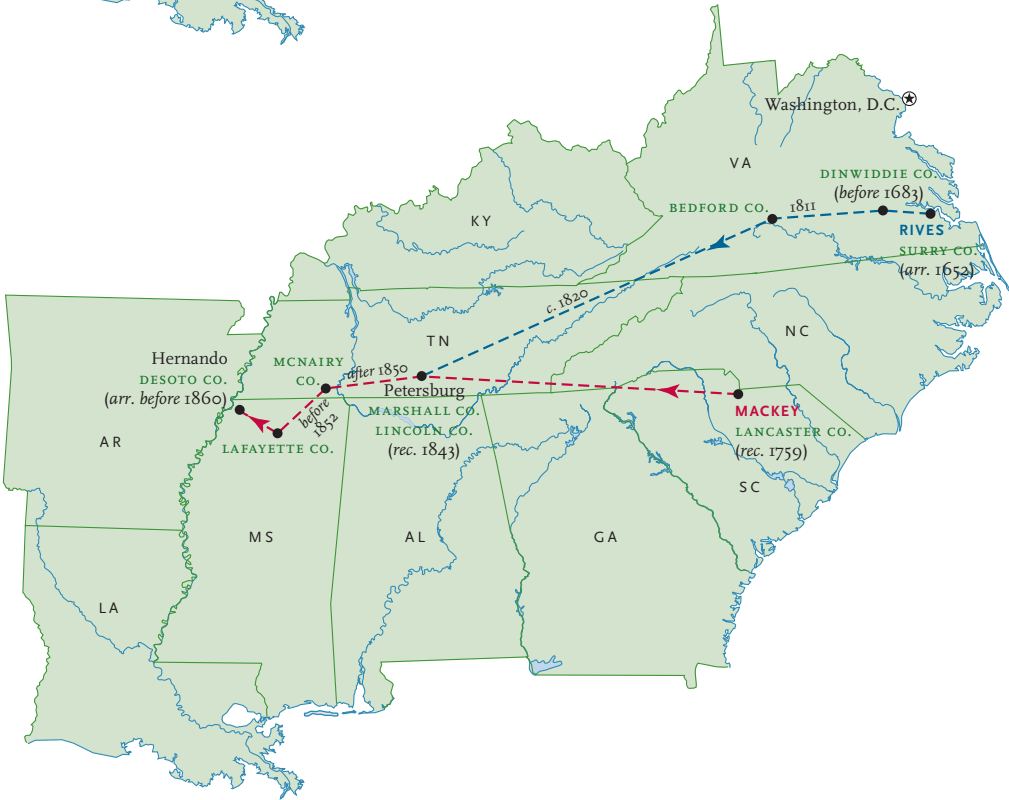 Washington, D.C.
VA
DINWIDDIE CO.
(before 1683)
BEDFORD CO.
1811
RIVES
SURRY CO.
(arr. 1652)
KY
c. 1820
NC
TN
Hernando
DESOTO CO.
(arr. before 1860)
MCNAIRY
CO.
after 1850
Petersburg
MARSHALL CO.
LINCOLN CO.
(rec. 1843)
before
1852
LAFAYETTE CO.
MACKEY
LANCASTER CO.
(rec. 1759)
AR
SC
MS
AL
GA
LA